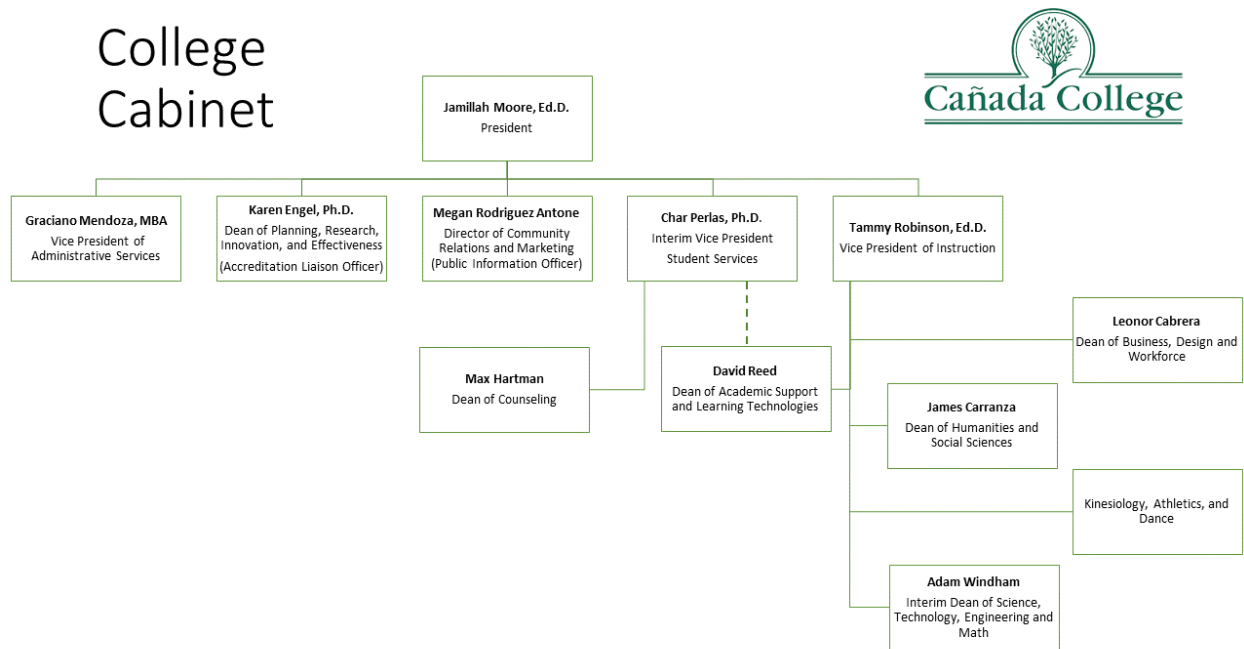 College
Cabinet
Cañada College
Jamillah Moore, Ed.D.
President
Graciano Mendoza, MBA
Vice President of
Administrative Services
Karen Engel, Ph.D.
Dean of Planning, Research,
Innovation, and Effectiveness
(Accreditation Liaison Officer)
Megan Rodriguez Antone
Director of Community
Relations and Marketing
(Public Information Officer)
Char Perlas, Ph.D.
Interim Vice President
Student Services
Tammy Robinson, Ed.D.
Vice President of Instruction
Leonor Cabrera
Dean of Business, Design and
Workforce
Max Hartman
Dean of Counseling
David Reed
Dean of Academic Support
and Learning Technologies
James Carranza
Dean of Humanities and
Social Sciences
Kinesiology, Athletics, and
Dance
Adam Windham
Interim Dean of Science,
Technology, Engineering and
Math